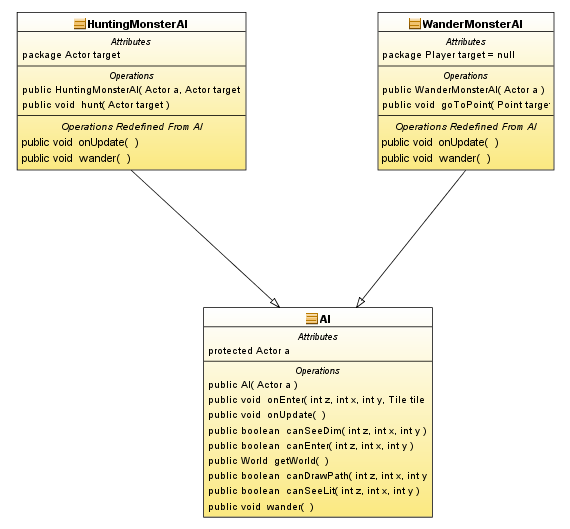 HuntingMonsterAI
Attributes
package Actor target
Operations
public HuntingMonsterAI( Actor a, Actor target
public void hunt( Actor target )
Operations Redefined From AI
public void onUpdate( )
public void wander( )
WanderMonsterAI
Attributes
package Player target = null
Operations
public WanderMonsterAI( Actor a )
public void goToPoint( Point targe
Operations Redefined From AI
public void onUpdate( )
public void wander( )
AI
Attributes
protected Actor a
Operations
public AI( Actor a )
public void onEnter( int z, int x, int y, Tile tile
public void onUpdate( )
public boolean canSeeDim( int z, int x, int y )
public boolean canEnter( int z, int x, int y )
public World getWorld( )
public boolean canDrawPath( int z, int x, int y
public boolean canSeeLit( int z, int x, int y )
public void wander( )